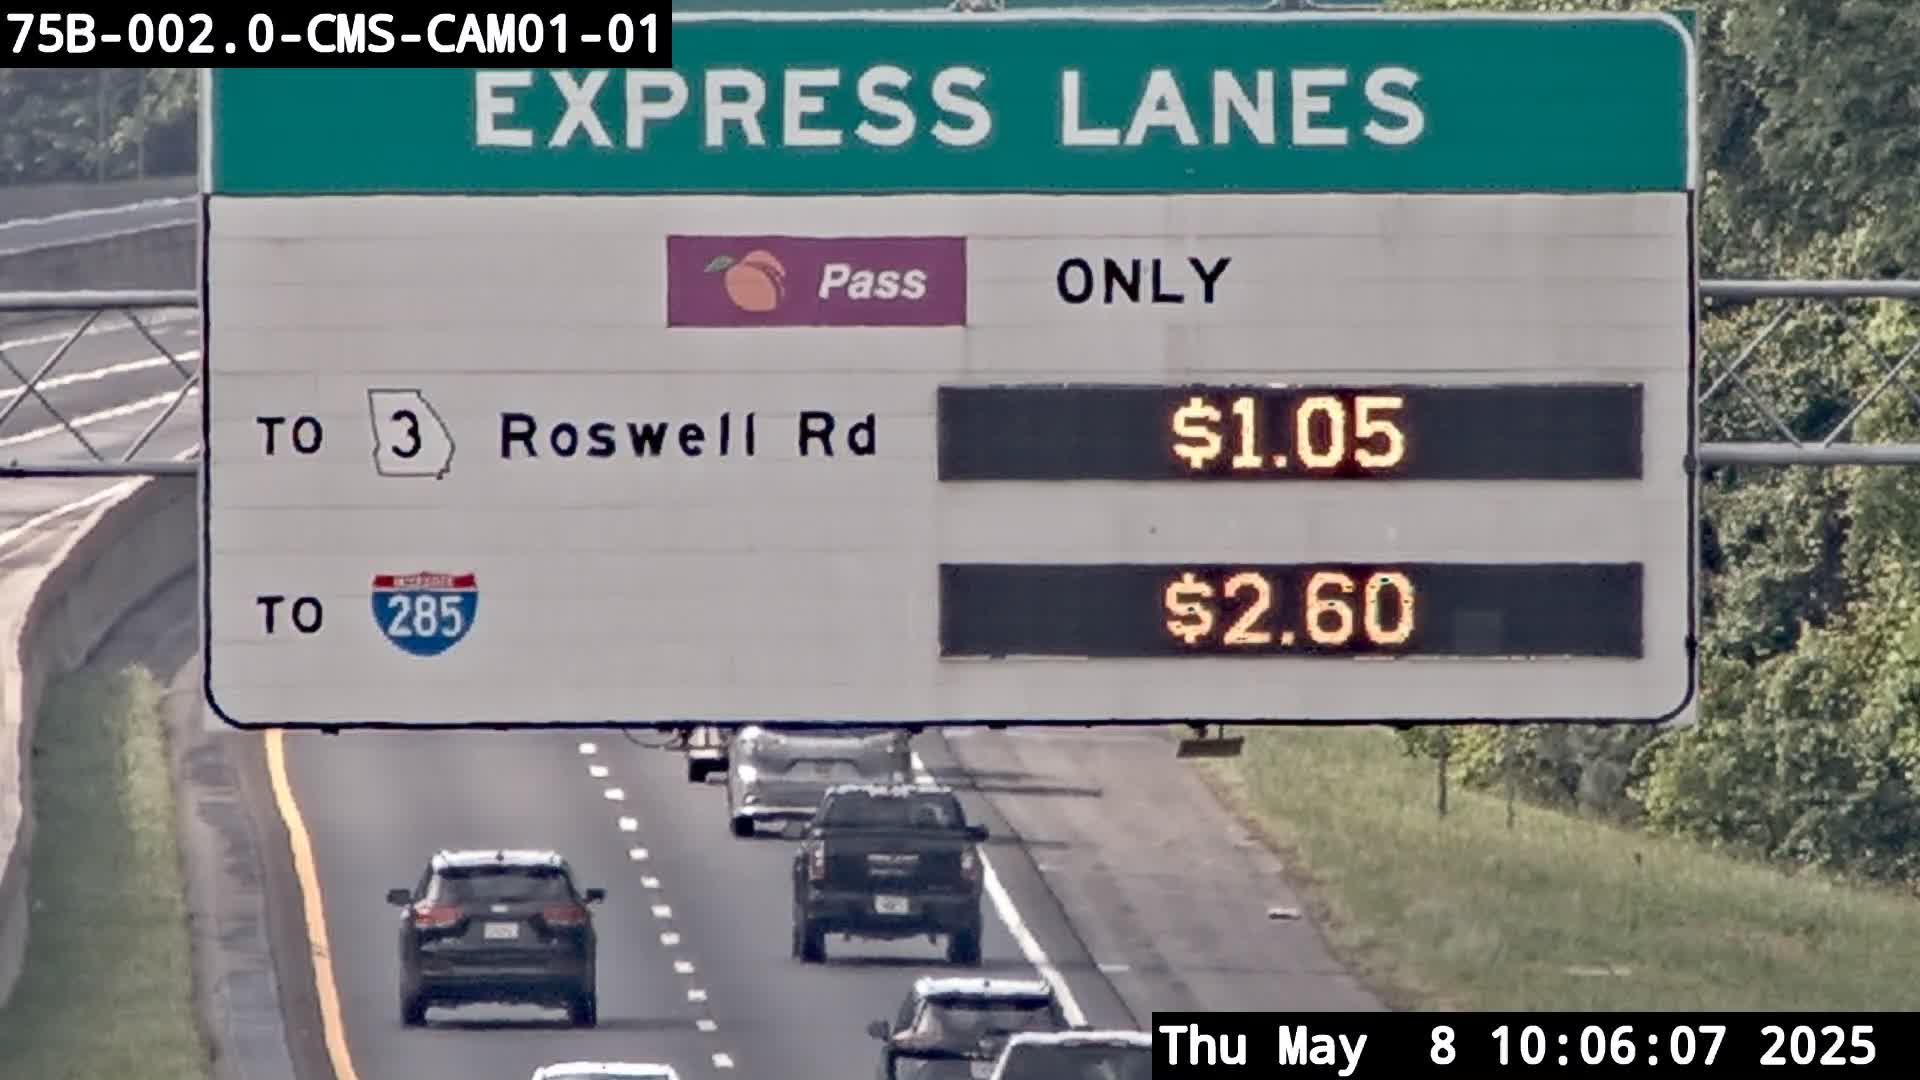 75B-002.0-CMS-CAM01-01
EXPRESS LANES
Pass ONLY
TO 3 Roswell Rd $1.05
INTERSTATE
TO 285 $2.60
Thu May 8 10:06:07 2025